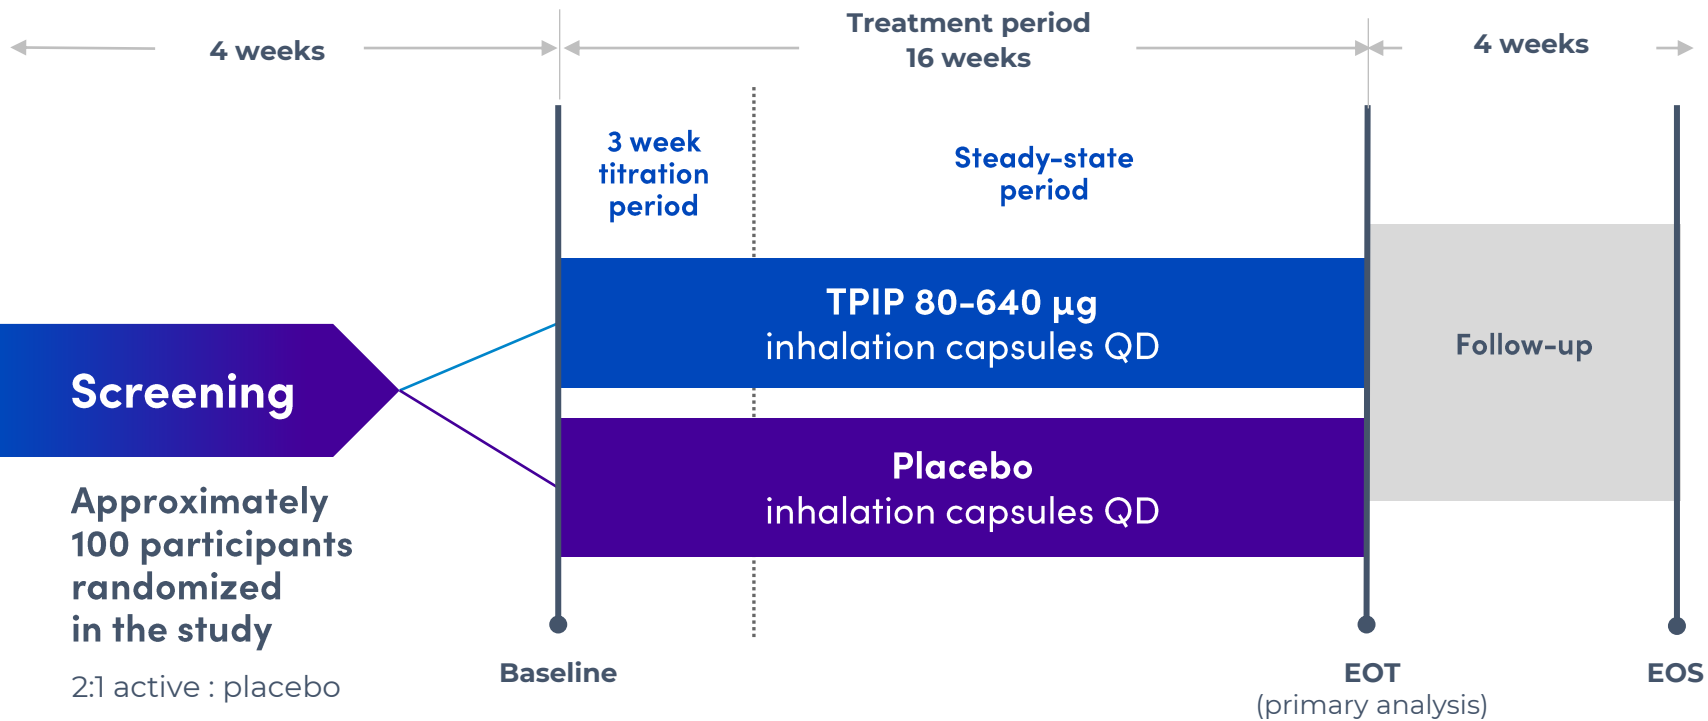 4 weeks
Treatment period
16 weeks
4 weeks
3 week
titration
period
Steady-state
period
TPIP 80-640 µg
inhalation capsules QD
Placebo
inhalation capsules QD
Follow-up
Screening
Approximately
100 participants
randomized
in the study
2:1 active : placebo
Baseline
EOT
(primary analysis)
EOS